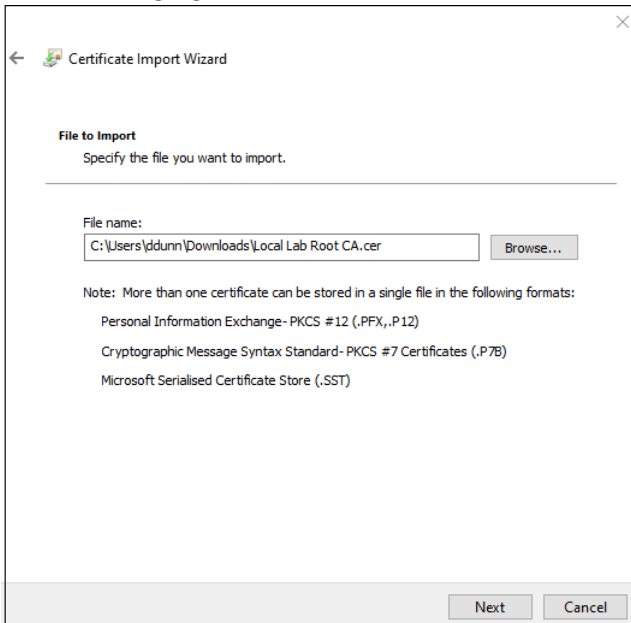 Certificate Import Wizard
File to Import
Specify the file you want to import.
File name:
C:\Users\ddunn\Downloads\Local Lab Root CA.cer
Browse...
Note: More than one certificate can be stored in a single file in the following formats:
Personal Information Exchange- PKCS #12 (.PFX,.P12)
Cryptographic Message Syntax Standard- PKCS #7 Certificates (.P7B)
Microsoft Serialised Certificate Store (.SST)
Next
Cancel